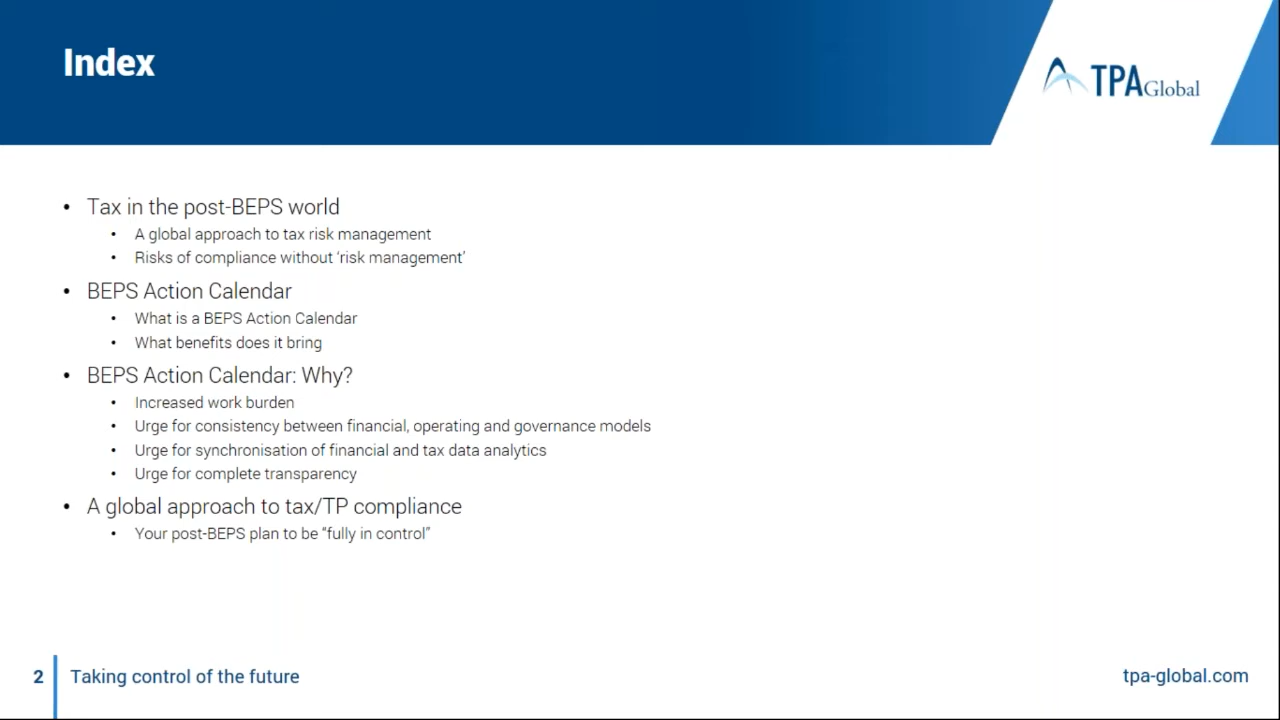 Index
TPA Global
• Tax in the post-BEPS world
• A global approach to tax risk management
• Risks of compliance without ‘risk management’
• BEPS Action Calendar
• What is a BEPS Action Calendar
• What benefits does it bring
• BEPS Action Calendar: Why?
• Increased work burden
• Urge for consistency between financial, operating and governance models
• Urge for synchronisation of financial and tax data analytics
• Urge for complete transparency
• A global approach to tax/TP compliance
• Your post-BEPS plan to be “fully in control”
2 Taking control of the future
tpa-global.com